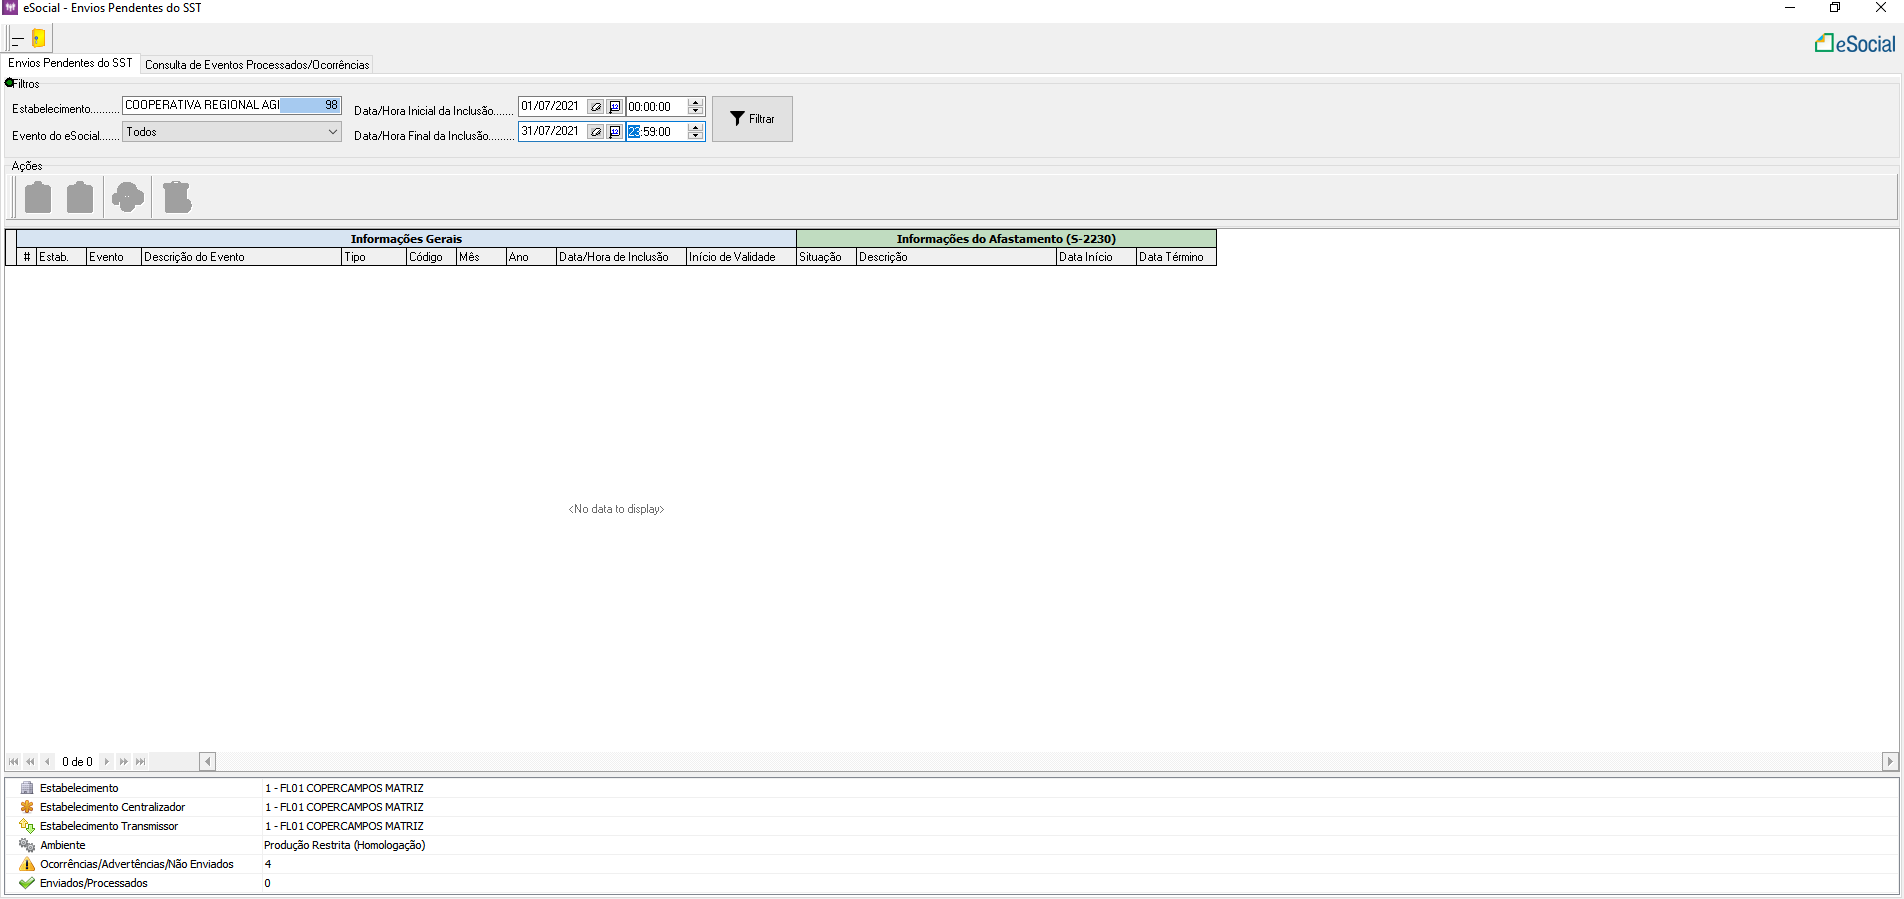 eSocial - Envios Pendentes do SST
eSocial
Envios Pendentes do SST
Consulta de Eventos Processados/Ocorrências
Filtros
Estabelecimento.......... COOPERATIVA REGIONAL AGI 98
Data/Hora Inicial da Inclusão....... 01/07/2021 00:00:00
Filtrar
Evento do eSocial....... Todos
Data/Hora Final da Inclusão......... 31/07/2021 23:59:00
Ações
Informações Gerais Informações do Afastamento (S-2230)
# Estab. Evento Descrição do Evento Tipo Código Mês Ano Data/Hora de Inclusão Início de Validade Situação Descrição Data Início Data Término
<No data to display>
0 de 0
Estabelecimento 1 - FL01 COPERCAMPOS MATRIZ
Estabelecimento Centralizador 1 - FL01 COPERCAMPOS MATRIZ
Estabelecimento Transmissor 1 - FL01 COPERCAMPOS MATRIZ
Ambiente Produção Restrita (Homologação)
Ocorrências/Advertências/Não Enviados 4
Enviados/Processados 0